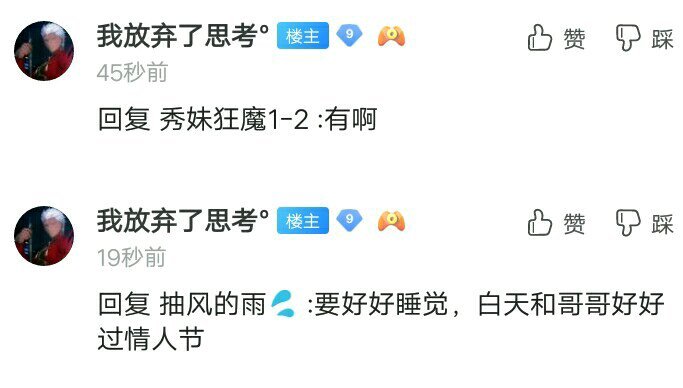 我放弃了思考° 楼主 9 赞 踩
45秒前
回复 秀妹狂魔1-2 :有啊
我放弃了思考° 楼主 9 赞 踩
19秒前
回复 抽风的雨💦 :要好好睡觉，白天和哥哥好好
过情人节